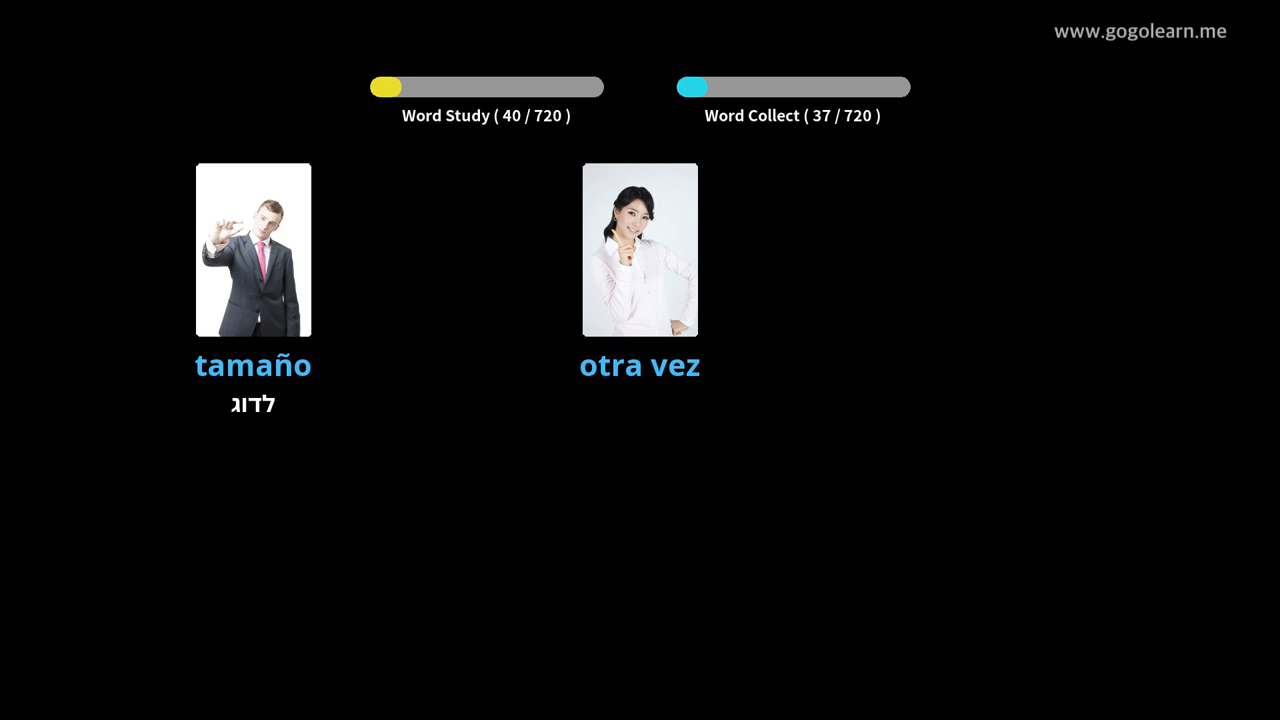 www.gogolearn.me
Word Study ( 40 / 720 )
Word Collect ( 37 / 720 )
tamaño
לדוג
otra vez